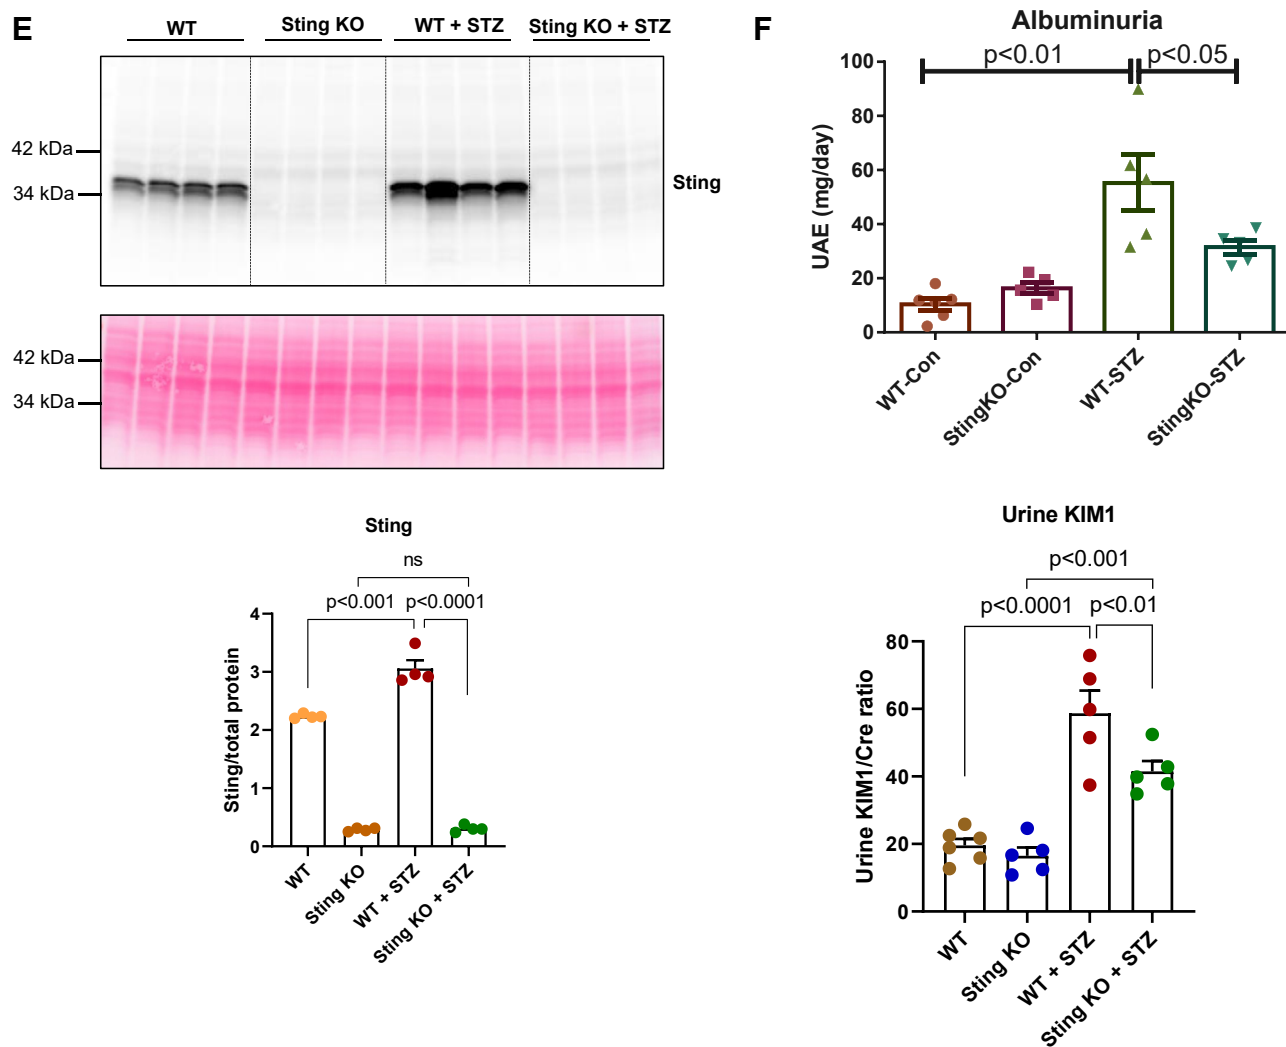 E
WT
Sting KO
WT + STZ
Sting KO + STZ
42 kDa
34 kDa
Sting
42 kDa
34 kDa
Sting
ns
p<0.001
p<0.0001
Sting/total protein
4
3
2
1
0
WT
Sting KO
WT + STZ
Sting KO + STZ
F
Albuminuria
p<0.01
p<0.05
UAE (mg/day)
100
80
60
40
20
0
WT-Con
StingKO-Con
WT-STZ
StingKO-STZ
Urine KIM1
p<0.001
p<0.0001
p<0.01
Urine KIM1/Cre ratio
80
60
40
20
0
WT
Sting KO
WT + STZ
Sting KO + STZ